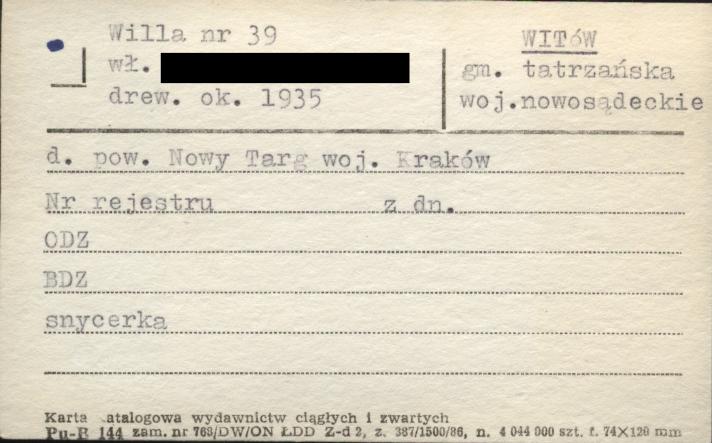 Willa nr 39
wł.
drew. ok. 1935
WITÓW
gm. tatrzańska
woj.nowosądeckie
d. pow. Nowy Targ woj. Kraków
Nr rejestru z dn.
ODZ
BDZ
snycerka
Karta atalogowa wydawnictw ciągłych i zwartych
Pu-B 144 zam. nr 763/DW/ON ŁDD Z-d 2, z. 387/1500/86, n. 4 044 000 szt. f. 74×120 mm